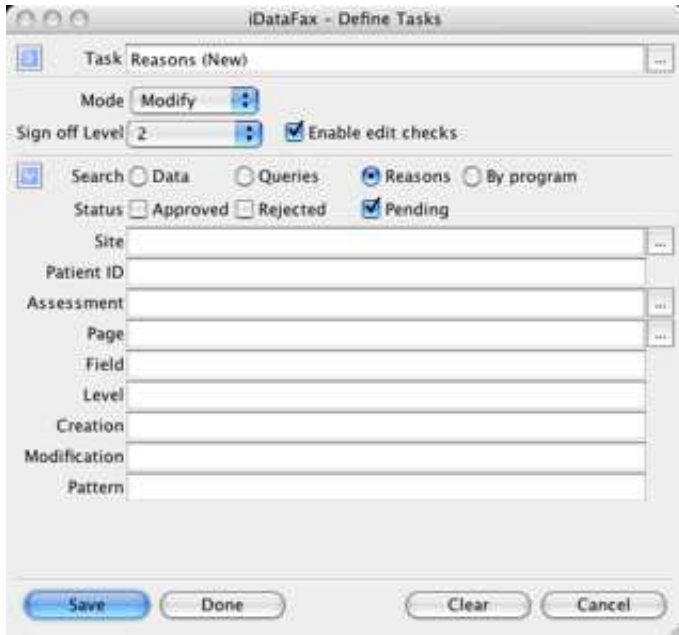 iDataFax - Define Tasks
Task Reasons (New) ...
Mode Modify
Sign off Level 2 Enable edit checks
Search Data Queries Reasons By program
Status Approved Rejected Pending
Site ...
Patient ID
Assessment ...
Page ...
Field
Level
Creation
Modification
Pattern
Save Done Clear Cancel